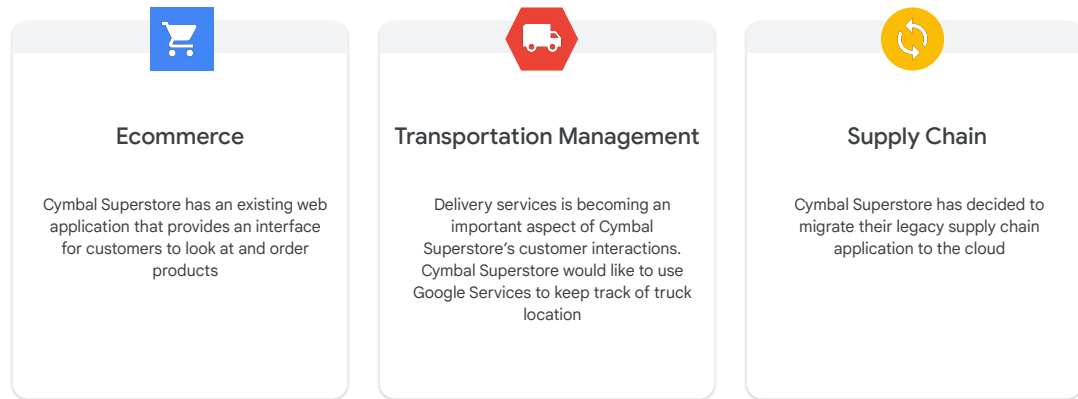 Ecommerce
Cymbal Superstore has an existing web
application that provides an interface
for customers to look at and order
products
Transportation Management
Delivery services is becoming an
important aspect of Cymbal
Superstore’s customer interactions.
Cymbal Superstore would like to use
Google Services to keep track of truck
location
Supply Chain
Cymbal Superstore has decided to
migrate their legacy supply chain
application to the cloud